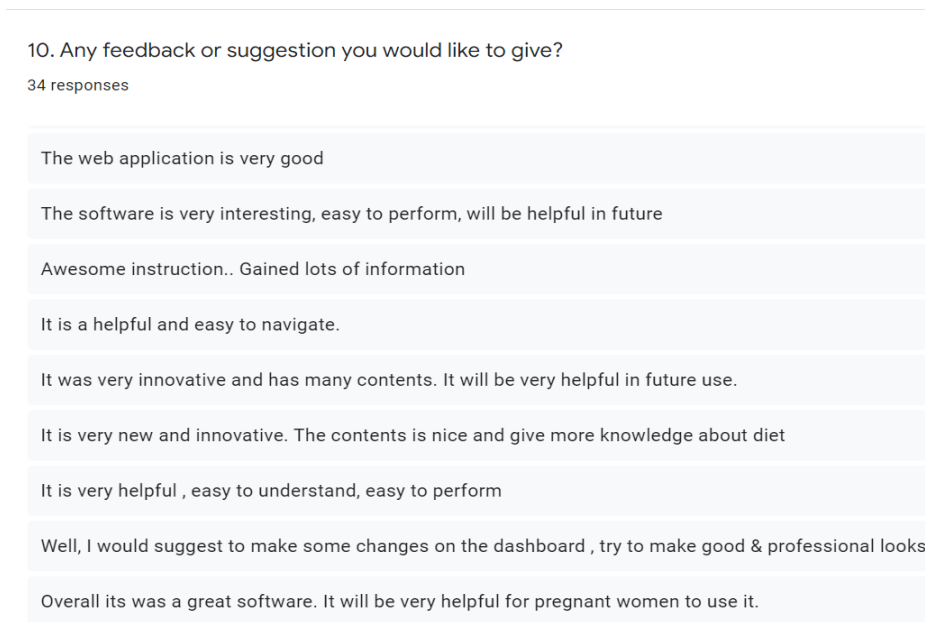 10. Any feedback or suggestion you would like to give?
34 responses
The web application is very good
The software is very interesting, easy to perform, will be helpful in future
Awesome instruction.. Gained lots of information
It is a helpful and easy to navigate.
It was very innovative and has many contents. It will be very helpful in future use.
It is very new and innovative. The contents is nice and give more knowledge about diet
It is very helpful , easy to understand, easy to perform
Well, I would suggest to make some changes on the dashboard , try to make good & professional looks
Overall its was a great software. It will be very helpful for pregnant women to use it.